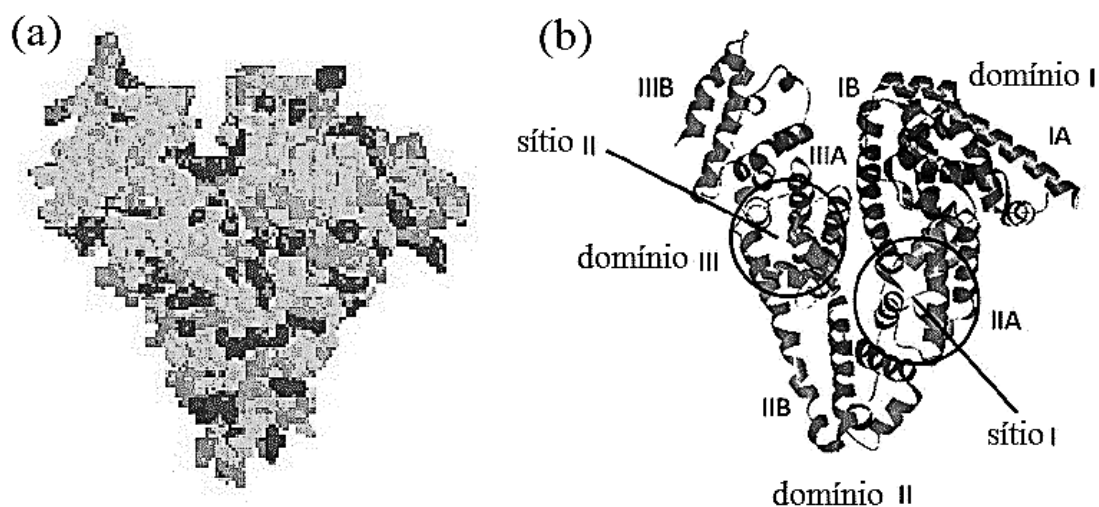 (a)
(b)
IIIB
IB
domínio I
IA
sítio II
IIIA
domínio III
IIA
IIB
sítio I
domínio II